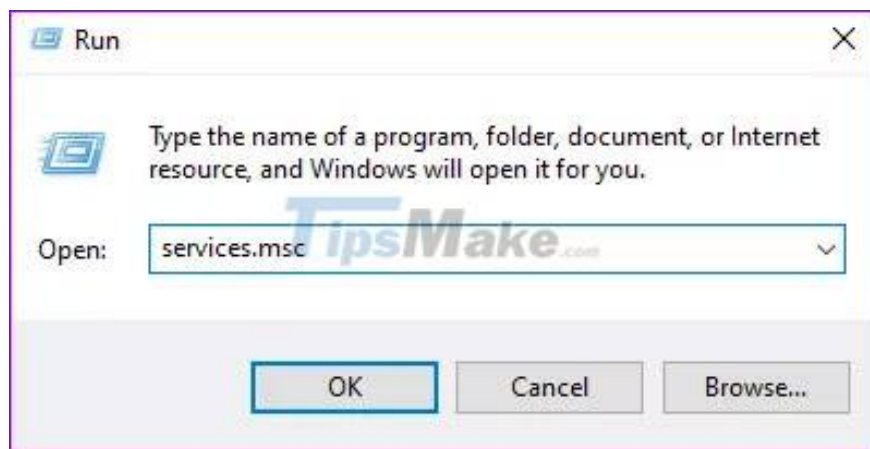 Run
Type the name of a program, folder, document, or Internet
resource, and Windows will open it for you.
Open:
services.msc
TipsMake.com
OK
Cancel
Browse...